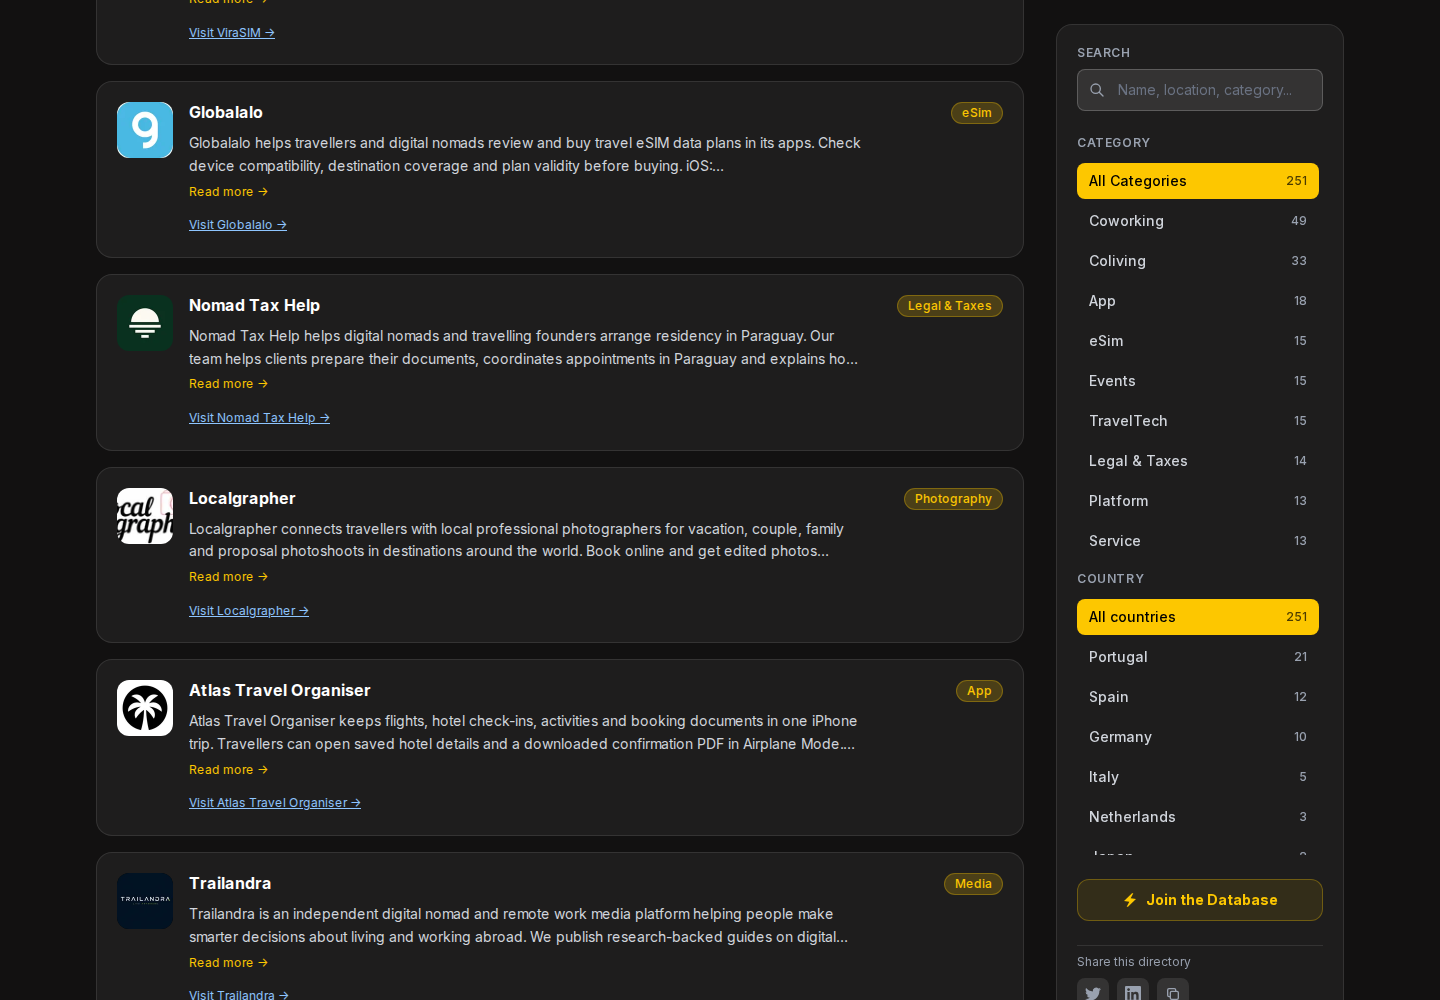 Read more →
Visit ViraSIM →
Globalalo
eSim
Globalalo helps travellers and digital nomads review and buy travel eSIM data plans in its apps. Check
device compatibility, destination coverage and plan validity before buying. iOS:...
Read more →
Visit Globalalo →
Nomad Tax Help
Legal & Taxes
Nomad Tax Help helps digital nomads and travelling founders arrange residency in Paraguay. Our
team helps clients prepare their documents, coordinates appointments in Paraguay and explains ho...
Read more →
Visit Nomad Tax Help →
ocal
graph
Localgrapher
Photography
Localgrapher connects travellers with local professional photographers for vacation, couple, family
and proposal photoshoots in destinations around the world. Book online and get edited photos...
Read more →
Visit Localgrapher →
Atlas Travel Organiser
App
Atlas Travel Organiser keeps flights, hotel check-ins, activities and booking documents in one iPhone
trip. Travellers can open saved hotel details and a downloaded confirmation PDF in Airplane Mode....
Read more →
Visit Atlas Travel Organiser →
TRAILANDRA
Trailandra
Media
Trailandra is an independent digital nomad and remote work media platform helping people make
smarter decisions about living and working abroad. We publish research-backed guides on digital...
Read more →
Visit Trailandra →
SEARCH
Name, location, category...
CATEGORY
All Categories 251
Coworking 49
Coliving 33
App 18
eSim 15
Events 15
TravelTech 15
Legal & Taxes 14
Platform 13
Service 13
COUNTRY
All countries 251
Portugal 21
Spain 12
Germany 10
Italy 5
Netherlands 3
Japan
Join the Database
Share this directory